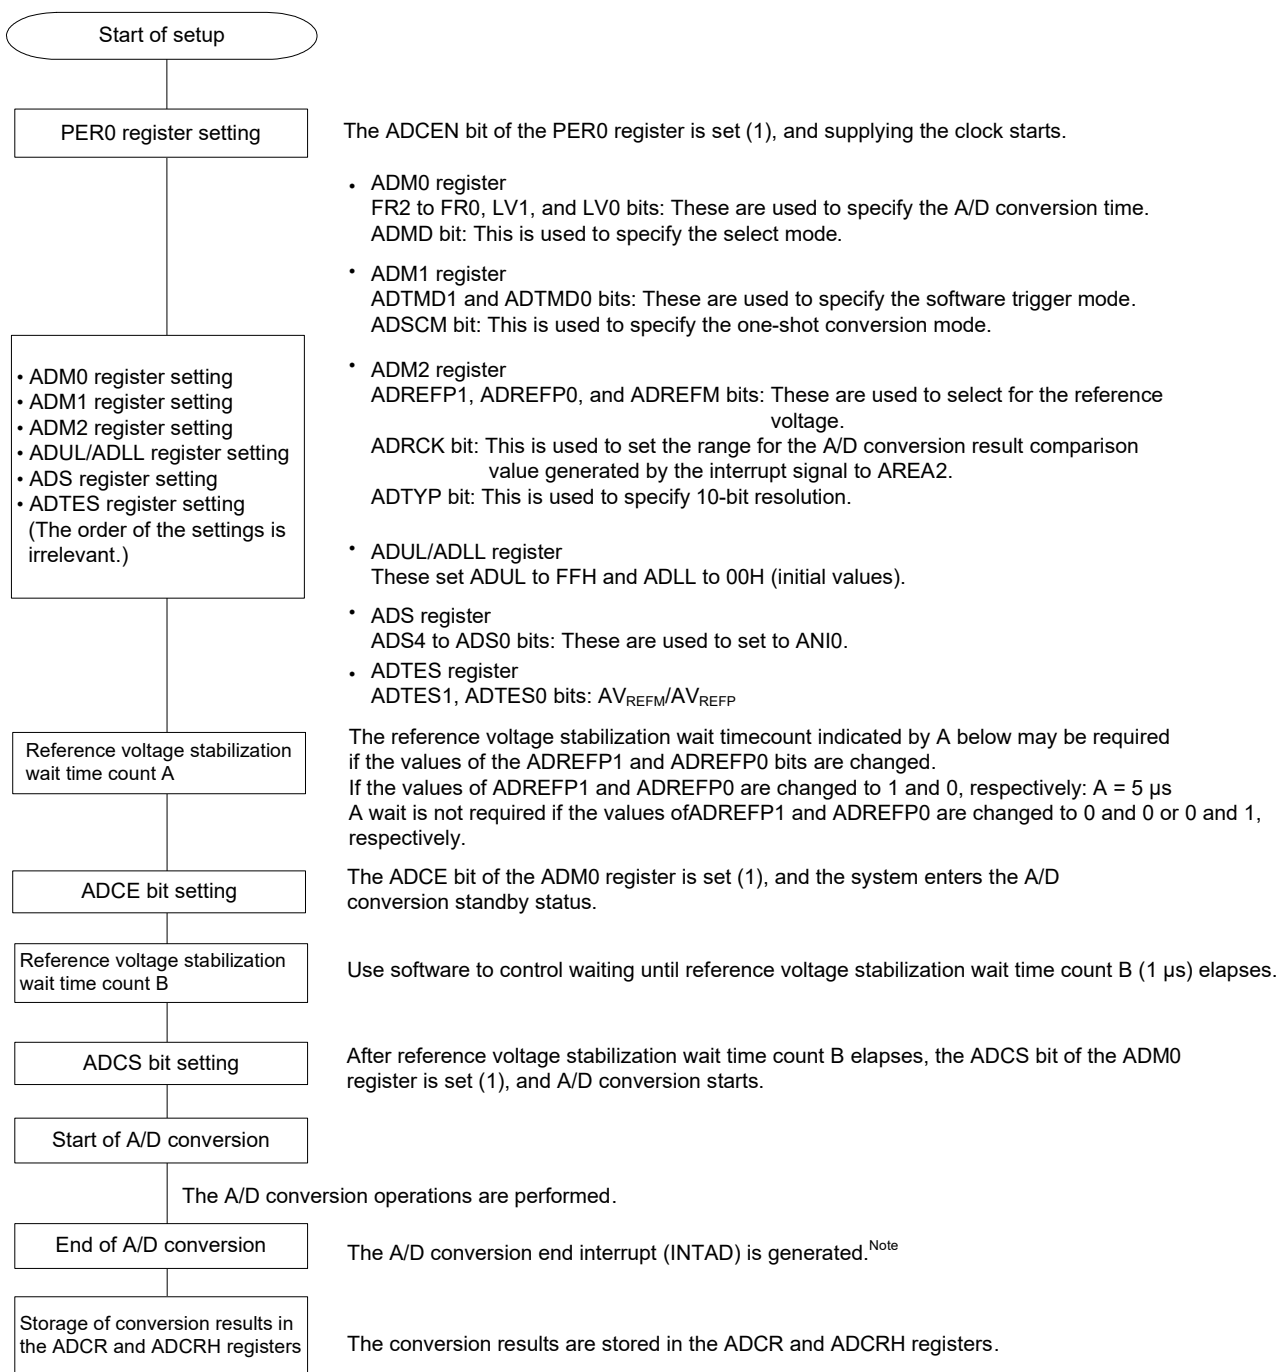 Start of setup
PER0 register setting
The ADCEN bit of the PER0 register is set (1), and supplying the clock starts.
• ADM0 register
FR2 to FR0, LV1, and LV0 bits: These are used to specify the A/D conversion time.
ADMD bit: This is used to specify the select mode.
• ADM1 register
ADTMD1 and ADTMD0 bits: These are used to specify the software trigger mode.
ADSCM bit: This is used to specify the one-shot conversion mode.
• ADM0 register setting
• ADM1 register setting
• ADM2 register setting
• ADUL/ADLL register setting
• ADS register setting
• ADTES register setting
(The order of the settings is
irrelevant.)
• ADM2 register
ADREFP1, ADREFP0, and ADREFM bits: These are used to select for the reference
voltage.
ADRCK bit: This is used to set the range for the A/D conversion result comparison
value generated by the interrupt signal to AREA2.
ADTYP bit: This is used to specify 10-bit resolution.
• ADUL/ADLL register
These set ADUL to FFH and ADLL to 00H (initial values).
• ADS register
ADS4 to ADS0 bits: These are used to set to ANI0.
• ADTES register
ADTES1, ADTES0 bits: AVREFM/AVREFP
Reference voltage stabilization
wait time count A
The reference voltage stabilization wait timecount indicated by A below may be required
if the values of the ADREFP1 and ADREFP0 bits are changed.
If the values of ADREFP1 and ADREFP0 are changed to 1 and 0, respectively: A = 5 µs
A wait is not required if the values ofADREFP1 and ADREFP0 are changed to 0 and 0 or 0 and 1,
respectively.
ADCE bit setting
The ADCE bit of the ADM0 register is set (1), and the system enters the A/D
conversion standby status.
Reference voltage stabilization
wait time count B
Use software to control waiting until reference voltage stabilization wait time count B (1 µs) elapses.
ADCS bit setting
After reference voltage stabilization wait time count B elapses, the ADCS bit of the ADM0
register is set (1), and A/D conversion starts.
Start of A/D conversion
The A/D conversion operations are performed.
End of A/D conversion
The A/D conversion end interrupt (INTAD) is generated.Note
Storage of conversion results in
the ADCR and ADCRH registers
The conversion results are stored in the ADCR and ADCRH registers.